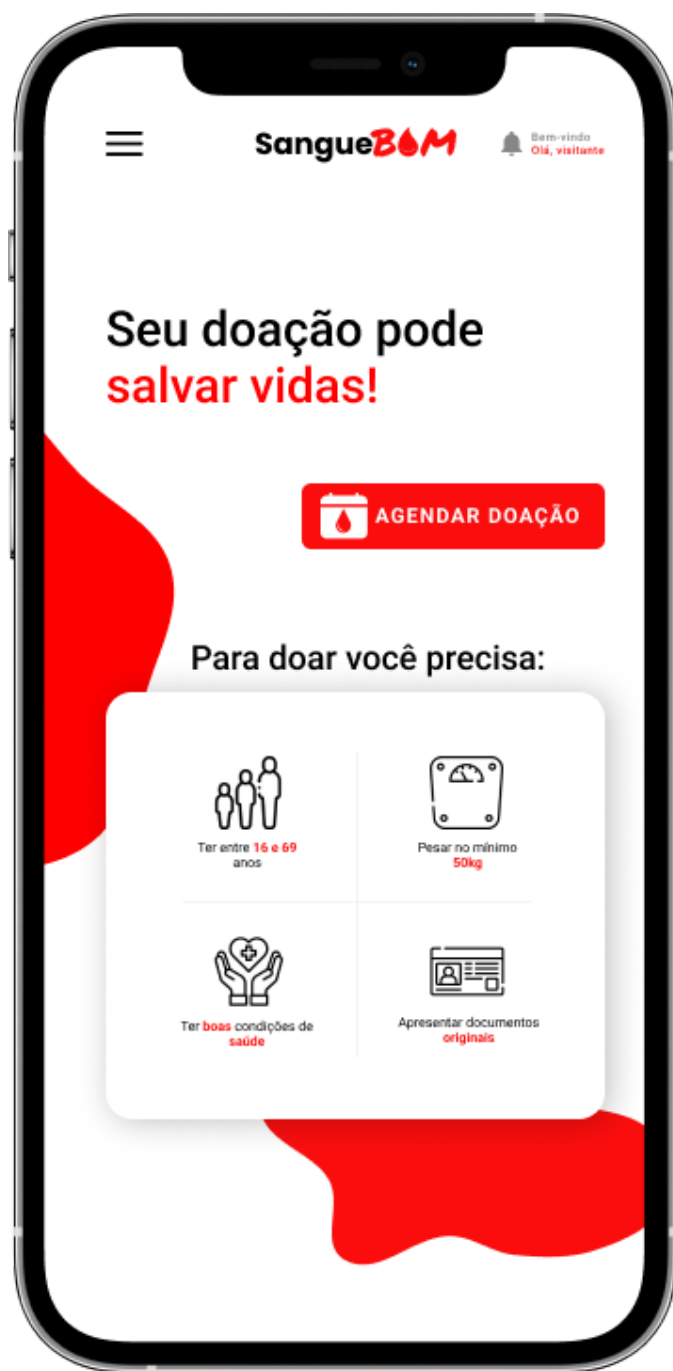 SangueBOM
Bem-vindo
Olá, visitante
Seu doação pode
salvar vidas!
AGENDAR DOAÇÃO
Para doar você precisa:
Ter entre 16 e 69
anos
Pesar no mínimo
50kg
Ter boas condições de
saúde
Apresentar documentos
originais